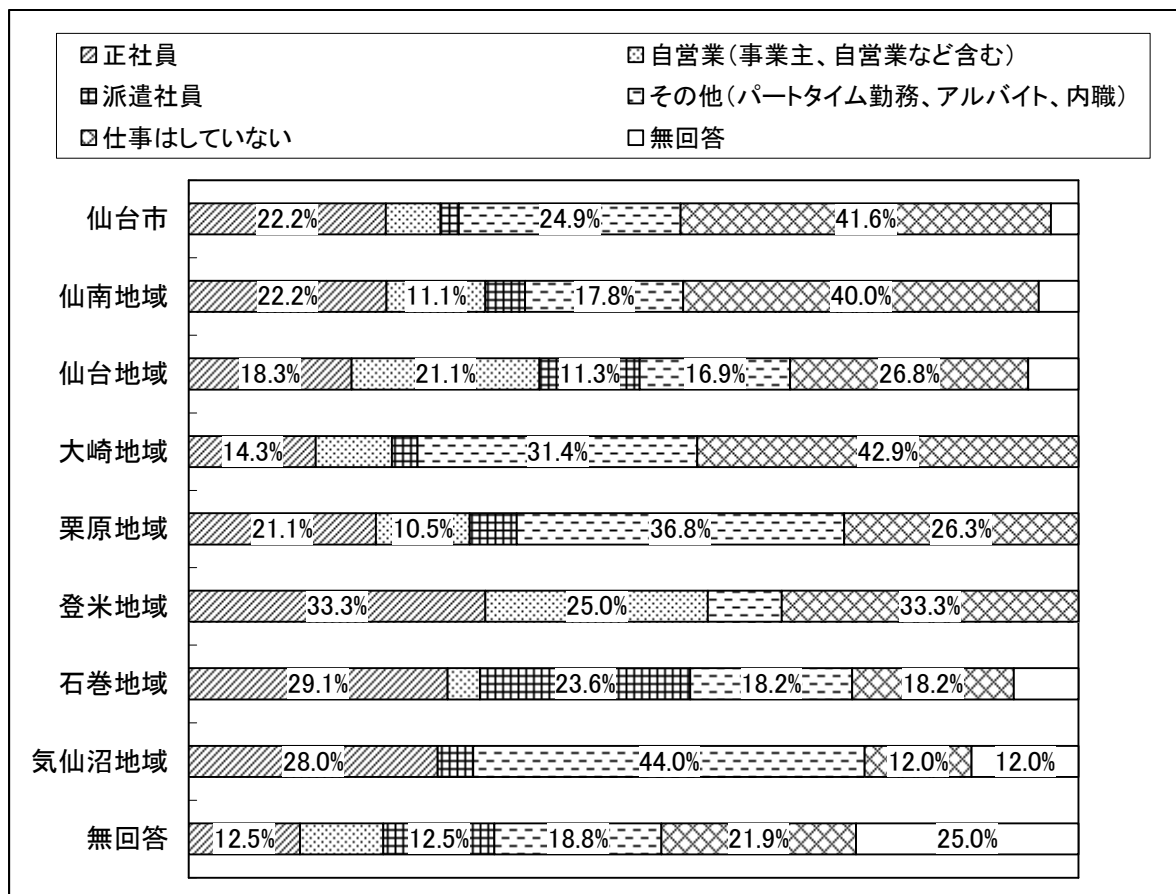 正社員 自営業(事業主、自営業など含む)
派遣社員 その他(パートタイム勤務、アルバイト、内職)
仕事はしていない 無回答
仙台市 22.2% 24.9% 41.6%
仙南地域 22.2% 11.1% 17.8% 40.0%
仙台地域 18.3% 21.1% 11.3% 16.9% 26.8%
大崎地域 14.3% 31.4% 42.9%
栗原地域 21.1% 10.5% 36.8% 26.3%
登米地域 33.3% 25.0% 33.3%
石巻地域 29.1% 23.6% 18.2% 18.2%
気仙沼地域 28.0% 44.0% 12.0% 12.0%
無回答 12.5% 12.5% 18.8% 21.9% 25.0%